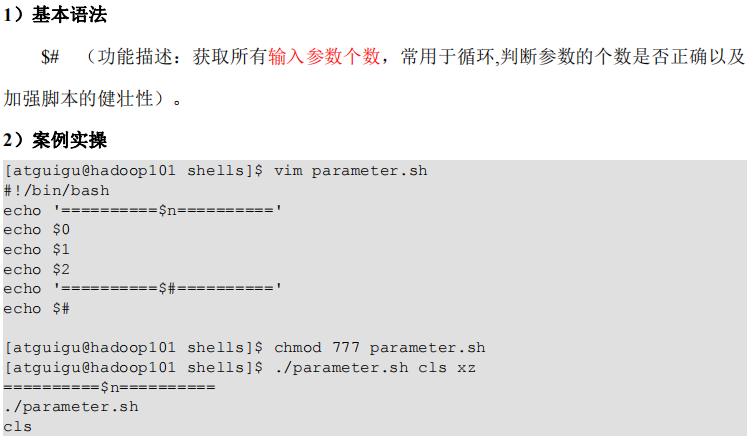 1）基本语法
$# （功能描述：获取所有输入参数个数，常用于循环,判断参数的个数是否正确以及
加强脚本的健壮性）。
2）案例实操
[atguigu@hadoop101 shells]$ vim parameter.sh
#!/bin/bash
echo '==========$n=========='
echo $0
echo $1
echo $2
echo '==========$#=========='
echo $#
[atguigu@hadoop101 shells]$ chmod 777 parameter.sh
[atguigu@hadoop101 shells]$ ./parameter.sh cls xz
==========$n==========
./parameter.sh
cls